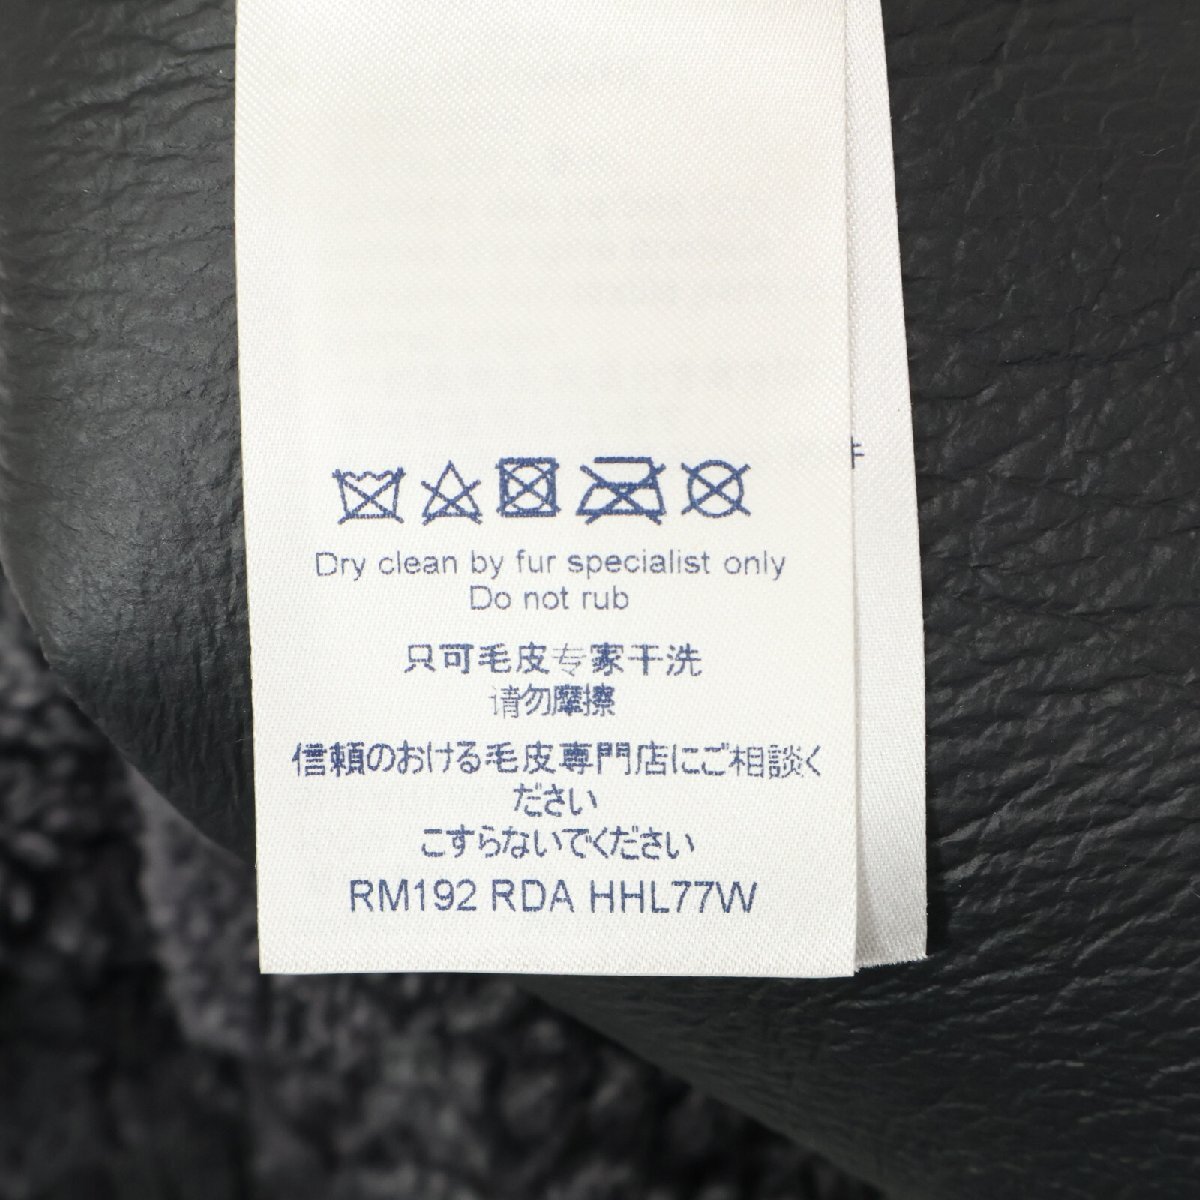 Dry clean by fur specialist only
Do not rub
只可毛皮专家干洗
请勿摩擦
信頼のおける毛皮専門店にご相談く
ださい
こすらないでください
RM192 RDA HHL77W